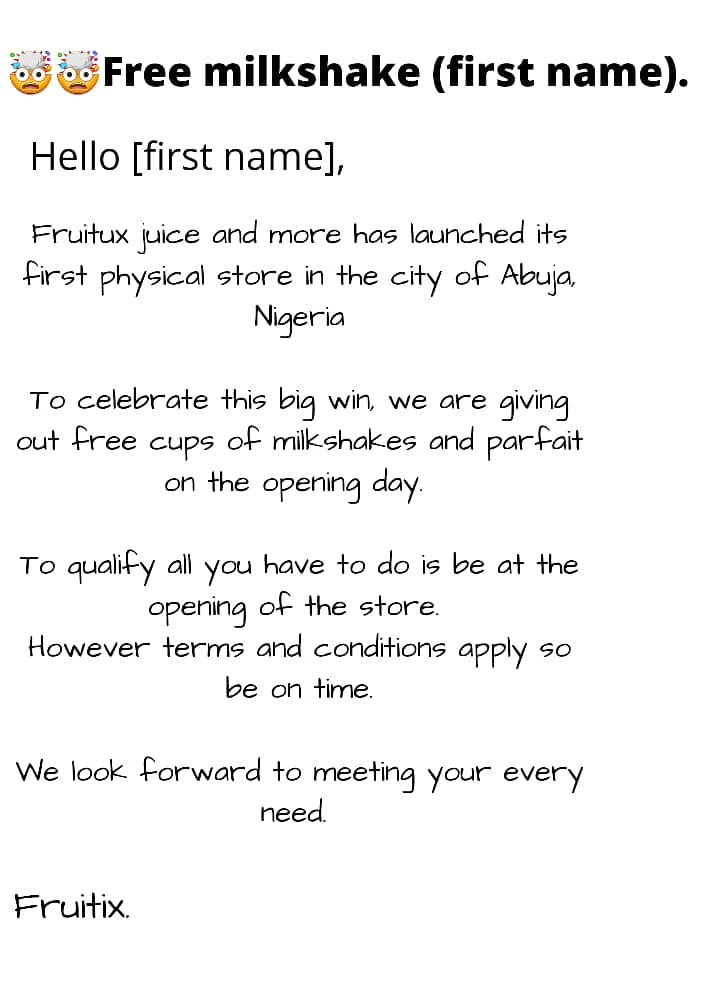 🤯🤯Free milkshake (first name).
Hello [first name],
Fruitux juice and more has launched its
first physical store in the city of Abuja,
Nigeria
To celebrate this big win, we are giving
out free cups of milkshakes and parfait
on the opening day.
To qualify all you have to do is be at the
opening of the store.
However terms and conditions apply so
be on time.
We look forward to meeting your every
need.
Fruitix.